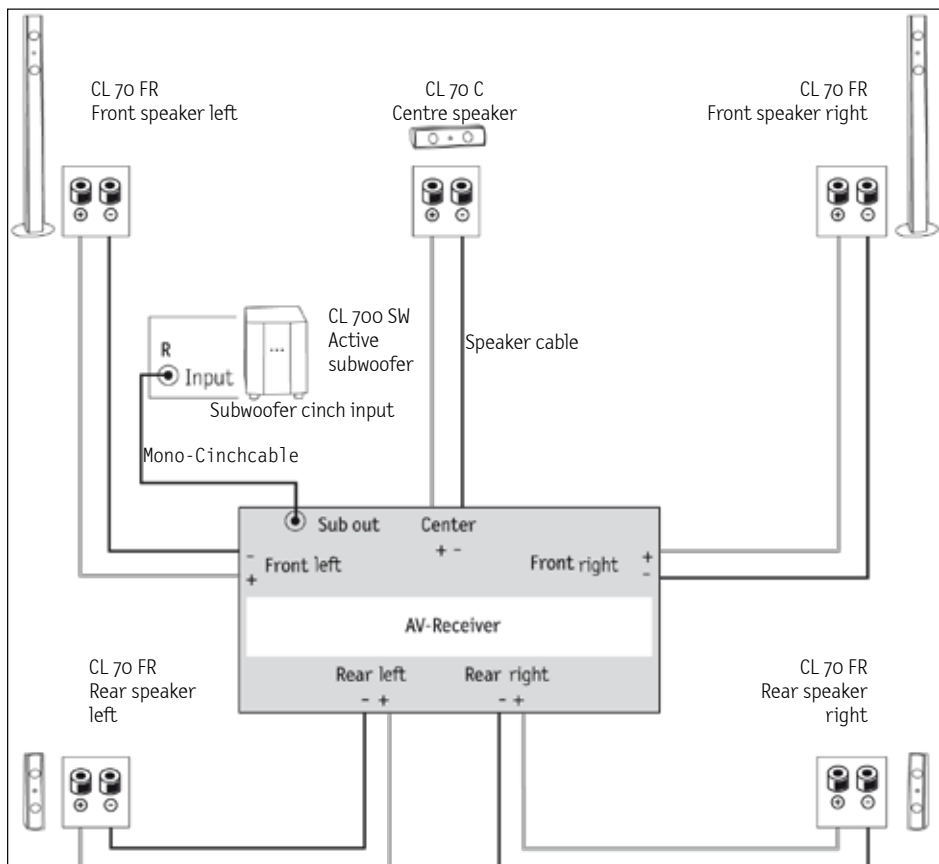 CL 70 FR
Front speaker left
CL 70 C
Centre speaker
CL 70 FR
Front speaker right
+ -
+ -
+ -
CL 700 SW
Active
subwoofer
R
Input
Subwoofer cinch input
Speaker cable
Mono-Cinchcable
Sub out
Center
+ -
-
Front left
+
Front right
+
-
AV-Receiver
Rear left
- +
Rear right
- +
CL 70 FR
Rear speaker
left
CL 70 FR
Rear speaker
right
+ -
+ -